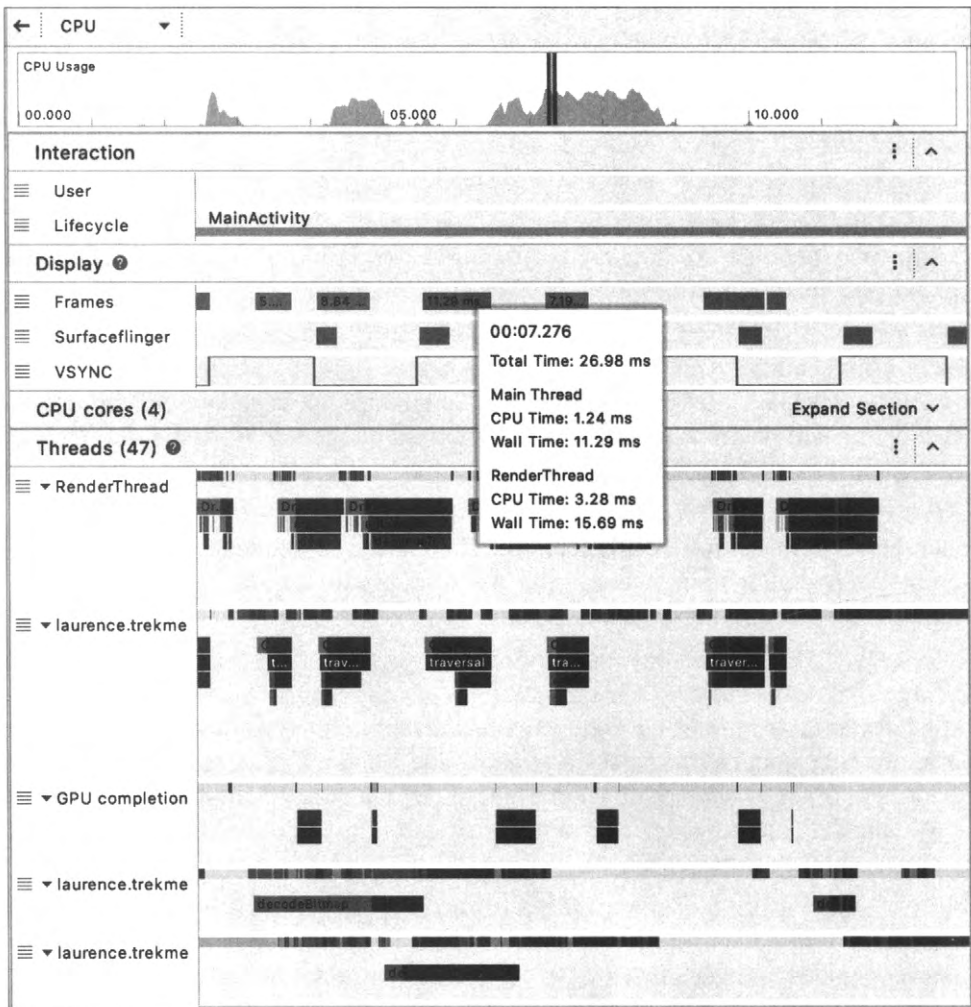 CPU
CPU Usage
00.000 05.000 10.000
Interaction
User
Lifecycle MainActivity
Display
Frames 5.... 8.84 ... 11.29 ms 7.19...
Surfaceflinger
VSYNC
00:07.276
Total Time: 26.98 ms
Main Thread
CPU Time: 1.24 ms
Wall Time: 11.29 ms
RenderThread
CPU Time: 3.28 ms
Wall Time: 15.69 ms
CPU cores (4) Expand Section
Threads (47)
RenderThread
laurence.trekme
t... trav... traversal tra... traver...
GPU completion
laurence.trekme
decodeBitmap
laurence.trekme